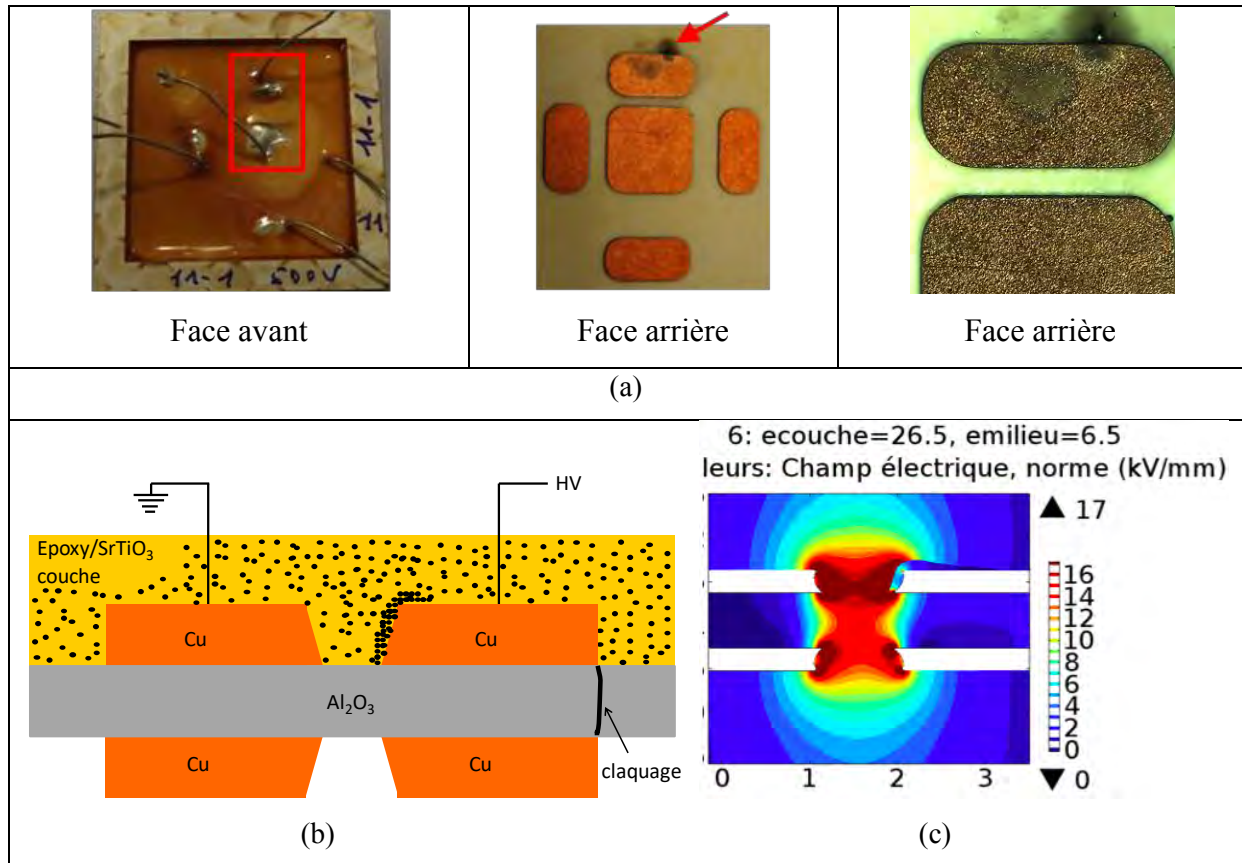 11-1
11
11-1 500V
Face avant
Face arrière
Face arrière
(a)
HV
Epoxy/SrTiO3
couche
Cu
Cu
Al2O3
Cu
Cu
claquage
(b)
6: ecouche=26.5, emilieu=6.5
leurs: Champ électrique, norme (kV/mm)
17
16
14
12
10
8
6
4
2
0
0
0 1 2 3
(c)